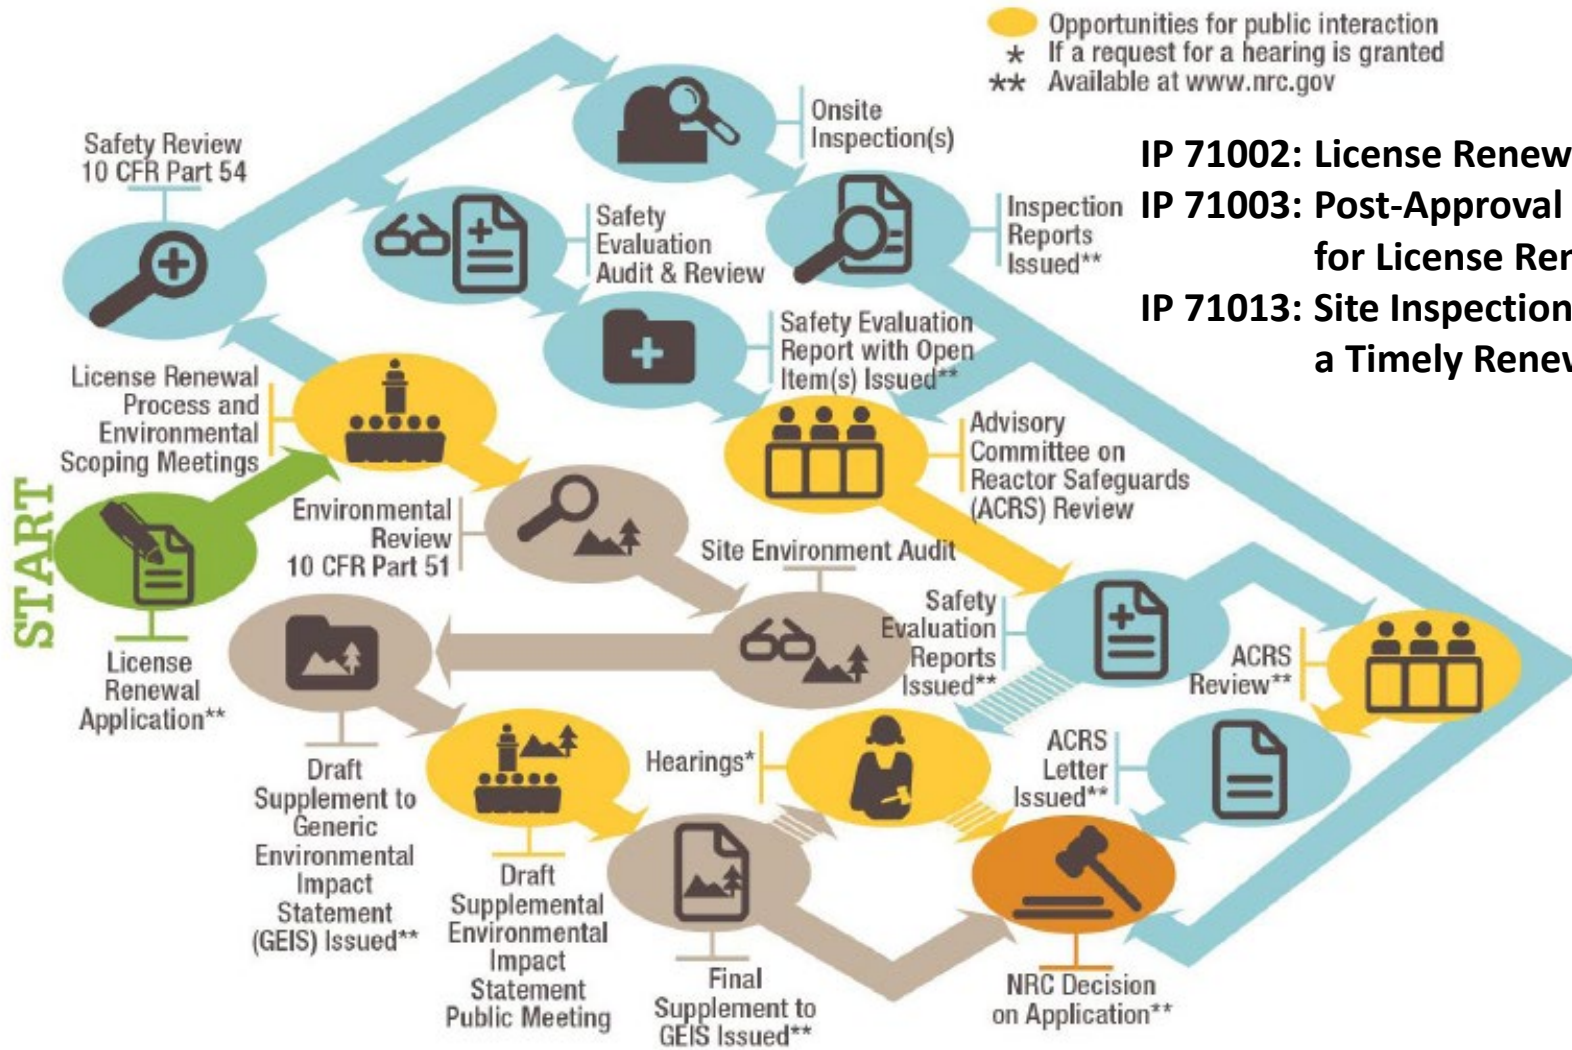 Opportunities for public interaction
* If a request for a hearing is granted
** Available at www.nrc.gov
IP 71002: License Renew
IP 71003: Post-Approval
for License Ren
IP 71013: Site Inspection
a Timely Renew
Safety Review
10 CFR Part 54
Onsite
Inspection(s)
Safety
Evaluation
Audit & Review
Inspection
Reports
Issued**
Safety Evaluation
Report with Open
Item(s) Issued**
License Renewal
Process and
Environmental
Scoping Meetings
Advisory
Committee on
Reactor Safeguards
(ACRS) Review
START
License
Renewal
Application**
Environmental
Review
10 CFR Part 51
Site Environment Audit
Safety
Evaluation
Reports
Issued**
ACRS
Review**
Draft
Supplement to
Generic
Environmental
Impact
Statement
(GEIS) Issued**
Hearings*
ACRS
Letter
Issued**
Draft
Supplemental
Environmental
Impact
Statement
Public Meeting
Final
Supplement to
GEIS Issued**
NRC Decision
on Application**